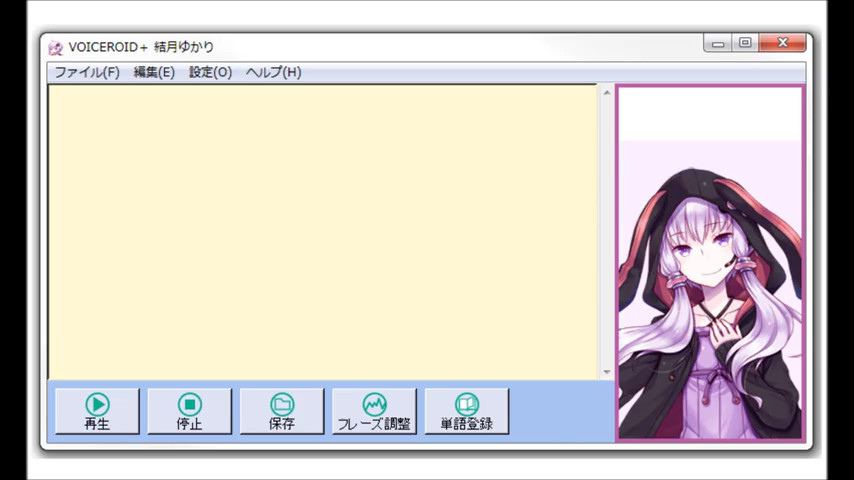 VOICEROID+ 結月ゆかり
ファイル(F) 編集(E) 設定(O) ヘルプ(H)
再生 停止 保存 フレーズ調整 単語登録